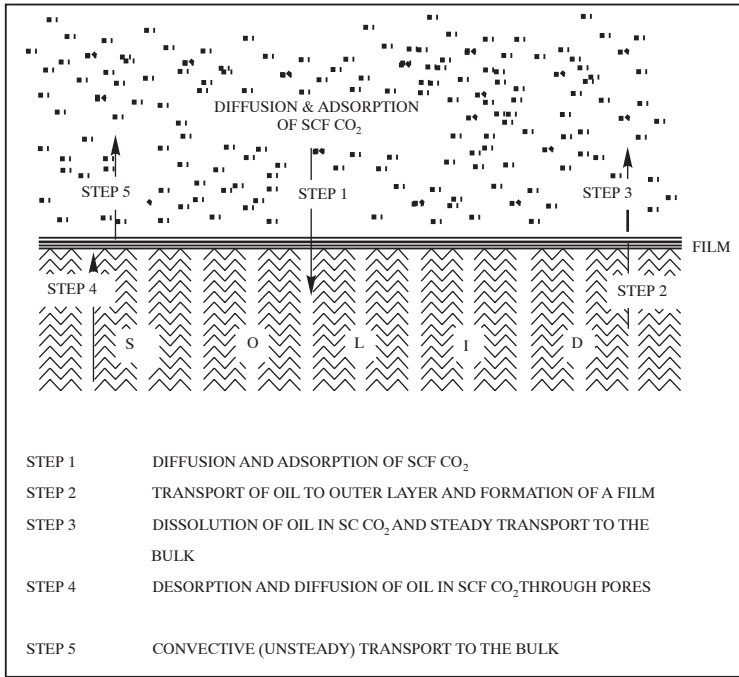 DIFFUSION & ADSORPTION
OF SCF CO₂
STEP 5
STEP 1
STEP 3
FILM
STEP 4
STEP 2
S O L I D
STEP 1 DIFFUSION AND ADSORPTION OF SCF CO₂
STEP 2 TRANSPORT OF OIL TO OUTER LAYER AND FORMATION OF A FILM
STEP 3 DISSOLUTION OF OIL IN SC CO₂ AND STEADY TRANSPORT TO THE
BULK
STEP 4 DESORPTION AND DIFFUSION OF OIL IN SCF CO₂THROUGH PORES
STEP 5 CONVECTIVE (UNSTEADY) TRANSPORT TO THE BULK